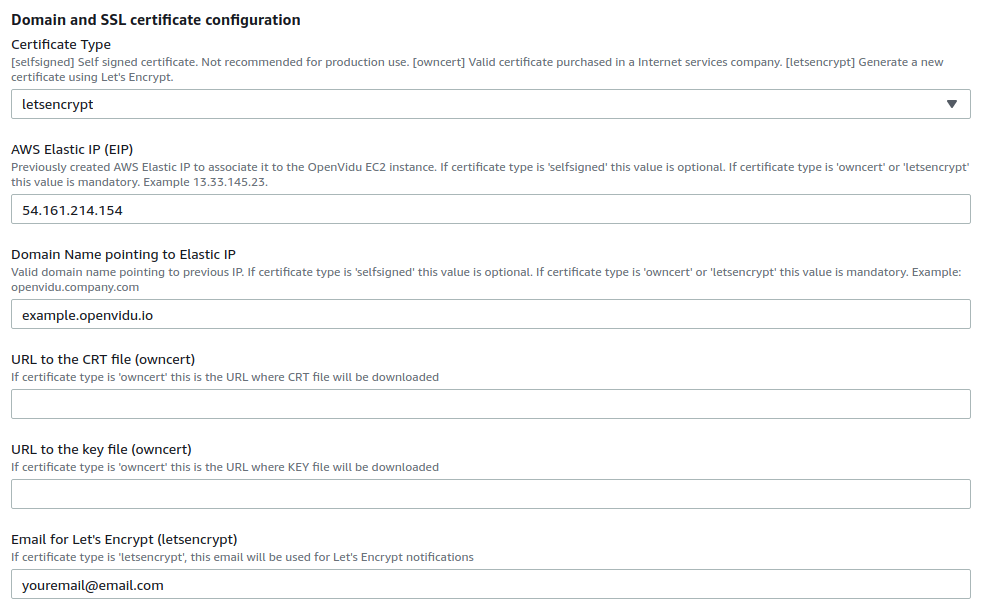 Domain and SSL certificate configuration
Certificate Type
[selfsigned] Self signed certificate. Not recommended for production use. [owncert] Valid certificate purchased in a Internet services company. [letsencrypt] Generate a new
certificate using Let's Encrypt.
letsencrypt
AWS Elastic IP (EIP)
Previously created AWS Elastic IP to associate it to the OpenVidu EC2 instance. If certificate type is 'selfsigned' this value is optional. If certificate type is 'owncert' or 'letsencrypt'
this value is mandatory. Example 13.33.145.23.
54.161.214.154
Domain Name pointing to Elastic IP
Valid domain name pointing to previous IP. If certificate type is 'selfsigned' this value is optional. If certificate type is 'owncert' or 'letsencrypt' this value is mandatory. Example:
openvidu.company.com
example.openvidu.io
URL to the CRT file (owncert)
If certificate type is 'owncert' this is the URL where CRT file will be downloaded
URL to the key file (owncert)
If certificate type is 'owncert' this is the URL where KEY file will be downloaded
Email for Let's Encrypt (letsencrypt)
If certificate type is 'letsencrypt', this email will be used for Let's Encrypt notifications
youremail@email.com